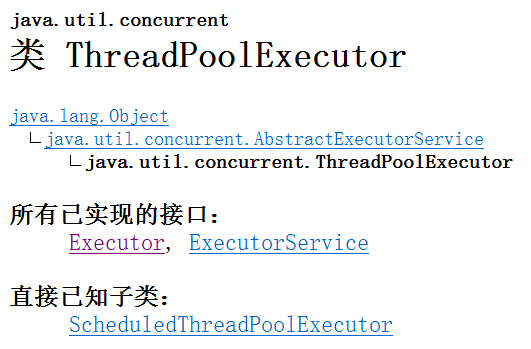 java.util.concurrent
类 ThreadPoolExecutor
java.lang.Object
java.util.concurrent.AbstractExecutorService
java.util.concurrent.ThreadPoolExecutor
所有已实现的接口：
Executor, ExecutorService
直接已知子类：
ScheduledThreadPoolExecutor